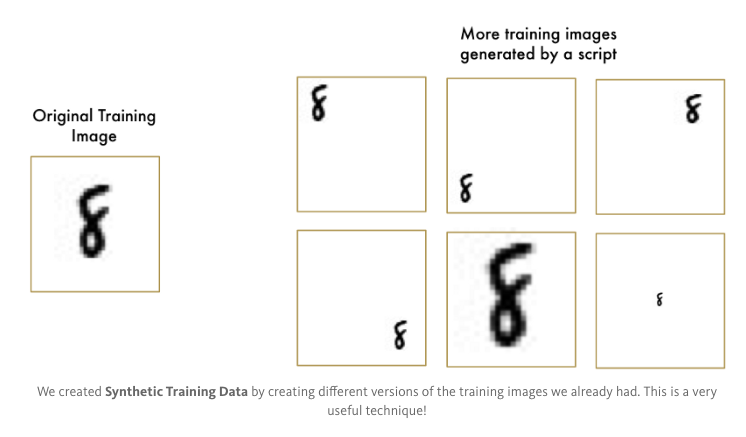 More training images
generated by a script
Original Training
Image
8
8
8
8
8
8
8
We created Synthetic Training Data by creating different versions of the training images we already had. This is a very
useful technique!